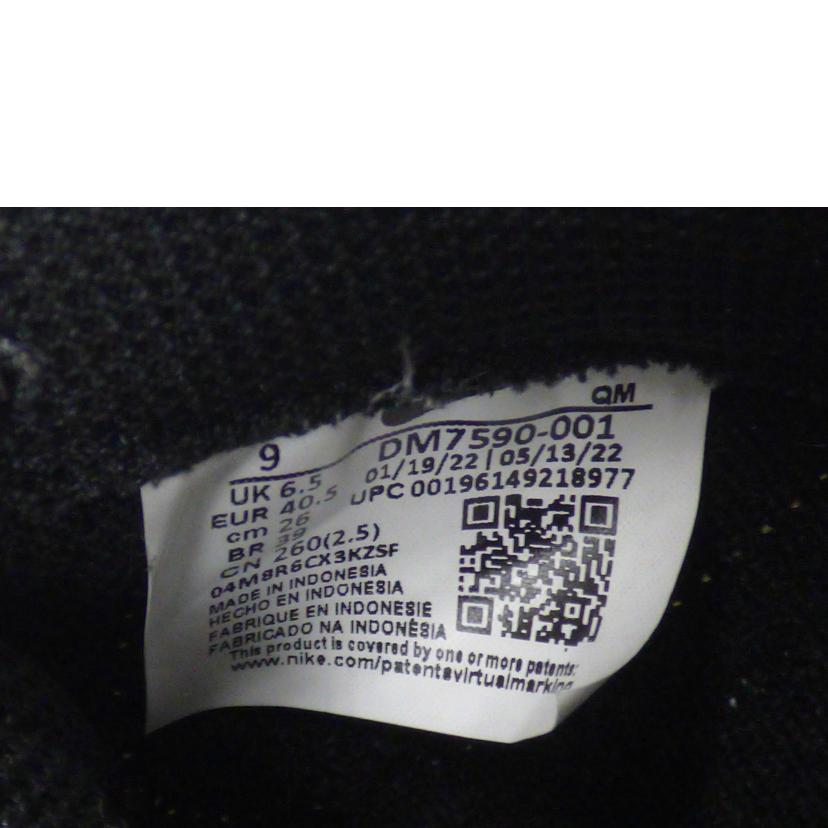 QM
9 DM7590-001
UK 6.5 01/19/22 | 05/13/22
EUR 40.5 UPC 00196149218977
cm 26
BR 39
CN 260(2.5)
04M8R6CX3KZSF
MADE IN INDONESIA
HECHO EN INDONESIA
FABRIQUE EN INDONESIE
FABRICADO NA INDONÉSIA
This product is covered by one or more patents:
www.nike.com/patentsvirtualmarking